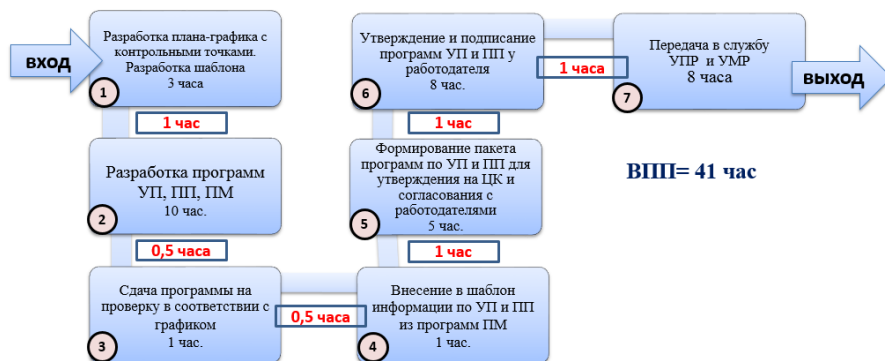 вход
Разработка плана-графика с
контрольными точками.
Разработка шаблона
3 часа
1
1 час
Разработка программ
УП, ПП, ПМ
10 час.
2
0,5 часа
Сдача программы на
проверку в соответствии с
графиком
1 час.
3
0,5 часа
Внесение в шаблон
информации по УП и ПП
из программ ПМ
1 час.
4
1 час
Формирование пакета
программ по УП и ПП для
утверждения на ЦК и
согласования с
работодателями
5 час.
5
1 час
Утверждение и подписание
программ УП и ПП у
работодателя
8 час.
6
1 часа
Передача в службу
УПР и УМР
8 часа
7
выход
ВПП= 41 час